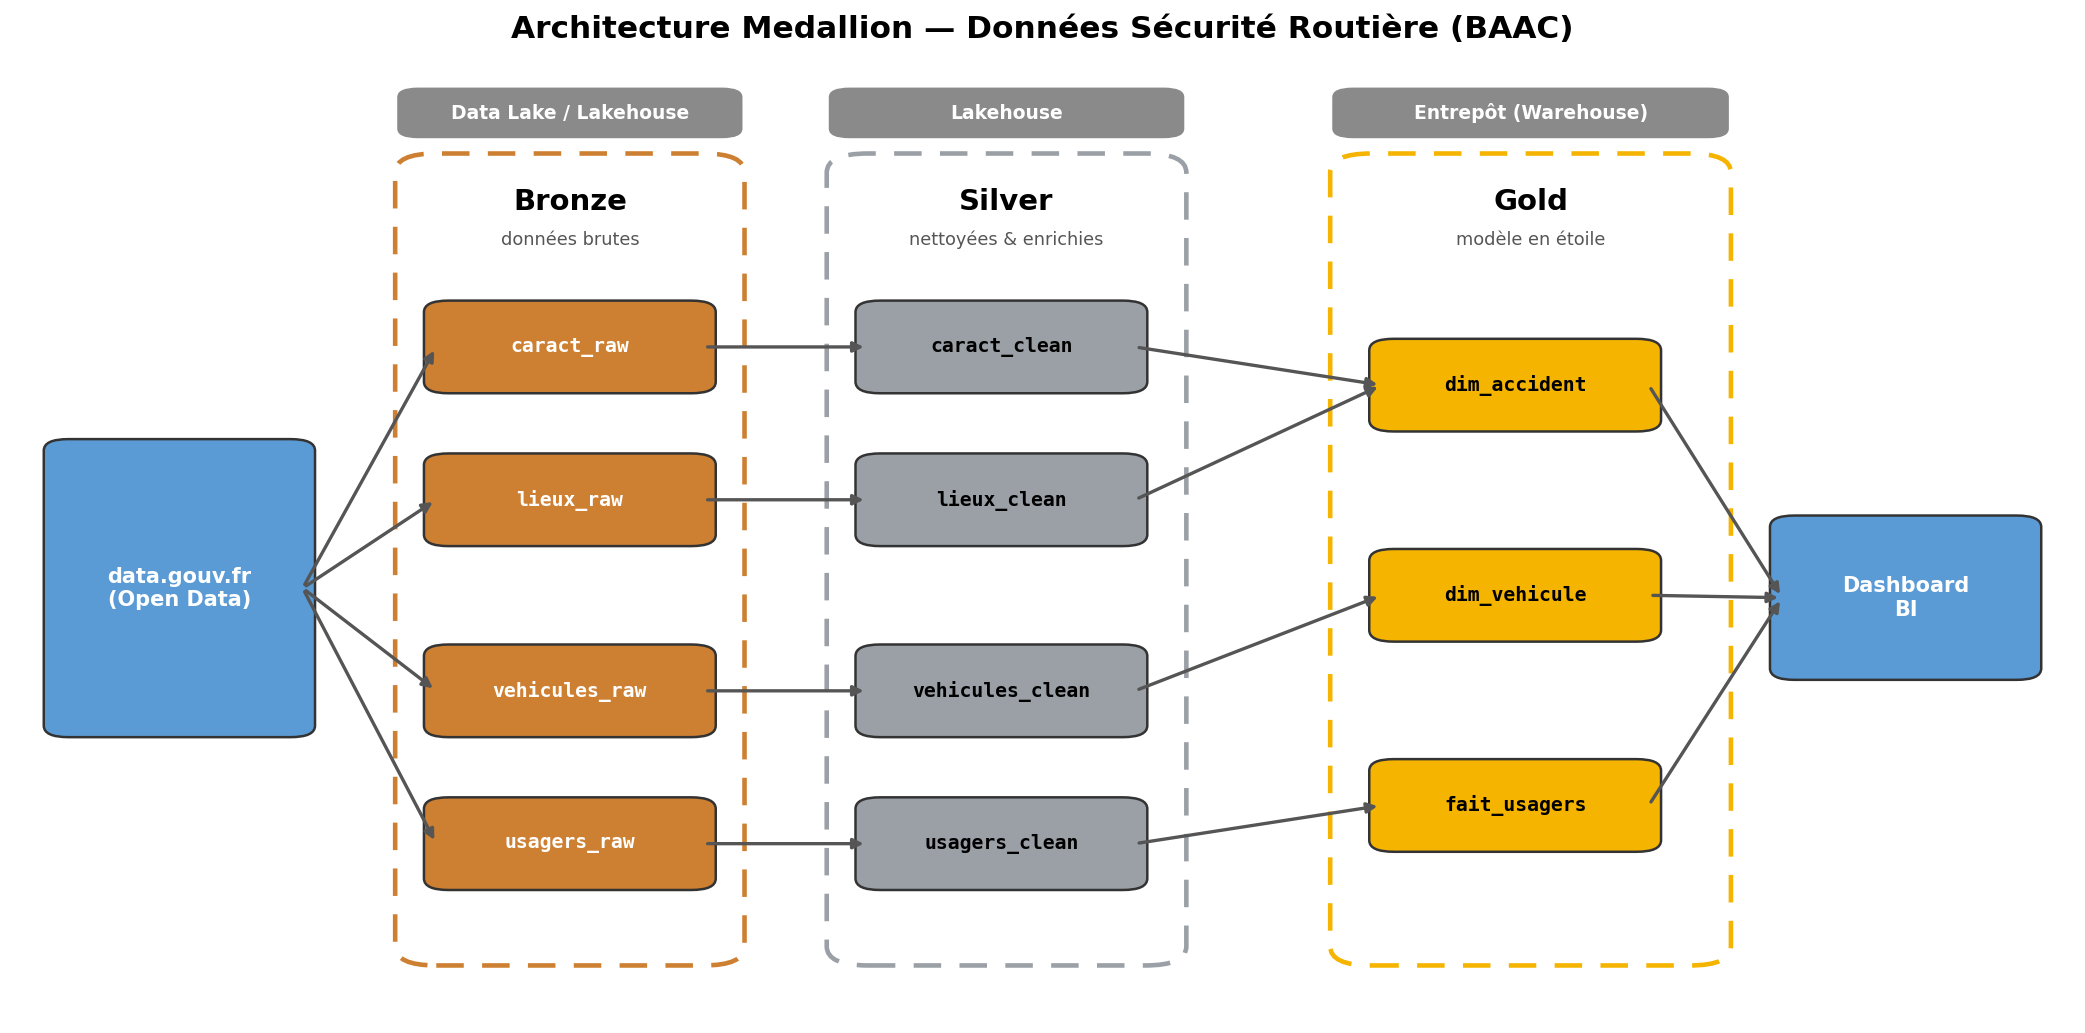 Architecture Medallion — Données Sécurité Routière (BAAC)
Data Lake / Lakehouse
Lakehouse
Entrepôt (Warehouse)
Bronze
données brutes
Silver
nettoyées & enrichies
Gold
modèle en étoile
data.gouv.fr
(Open Data)
caract_raw
lieux_raw
vehicules_raw
usagers_raw
caract_clean
lieux_clean
vehicules_clean
usagers_clean
dim_accident
dim_vehicule
fait_usagers
Dashboard
BI